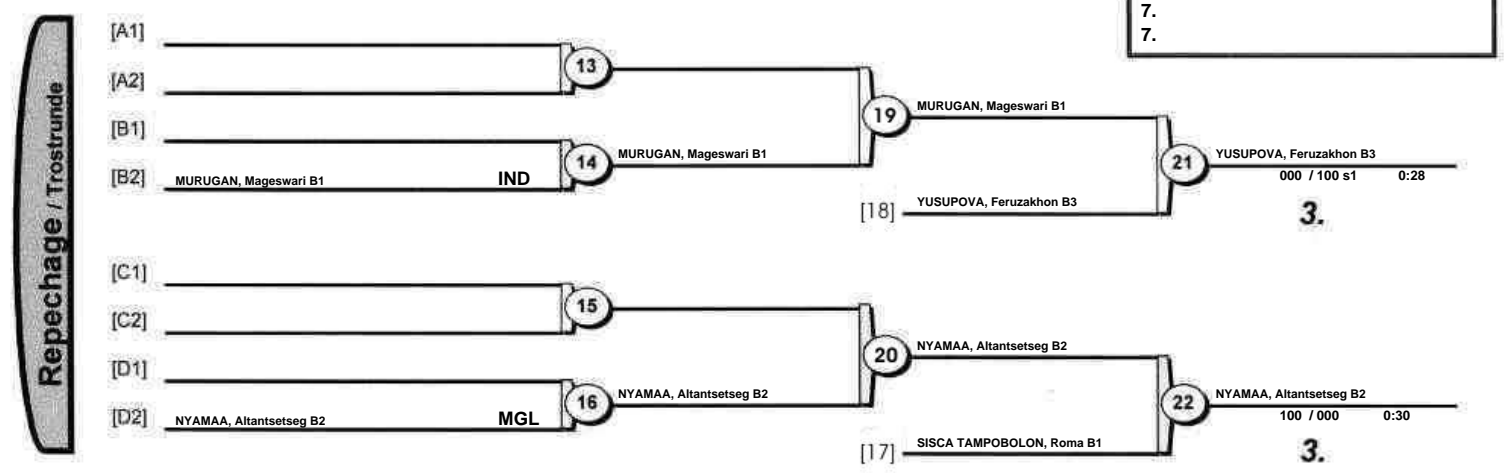 7.
7.
Repechage / Trostrunde
[A1]
13
[A2]
19
MURUGAN, Mageswari B1
[B1]
14
MURUGAN, Mageswari B1
21
YUSUPOVA, Feruzakhon B3
[B2]
MURUGAN, Mageswari B1 IND
000 / 100 s1 0:28
[18]
YUSUPOVA, Feruzakhon B3
3.
[C1]
15
[C2]
20
NYAMAA, Altantsetseg B2
[D1]
16
NYAMAA, Altantsetseg B2
22
NYAMAA, Altantsetseg B2
[D2]
NYAMAA, Altantsetseg B2 MGL
100 / 000 0:30
[17]
SISCA TAMPOBOLON, Roma B1
3.